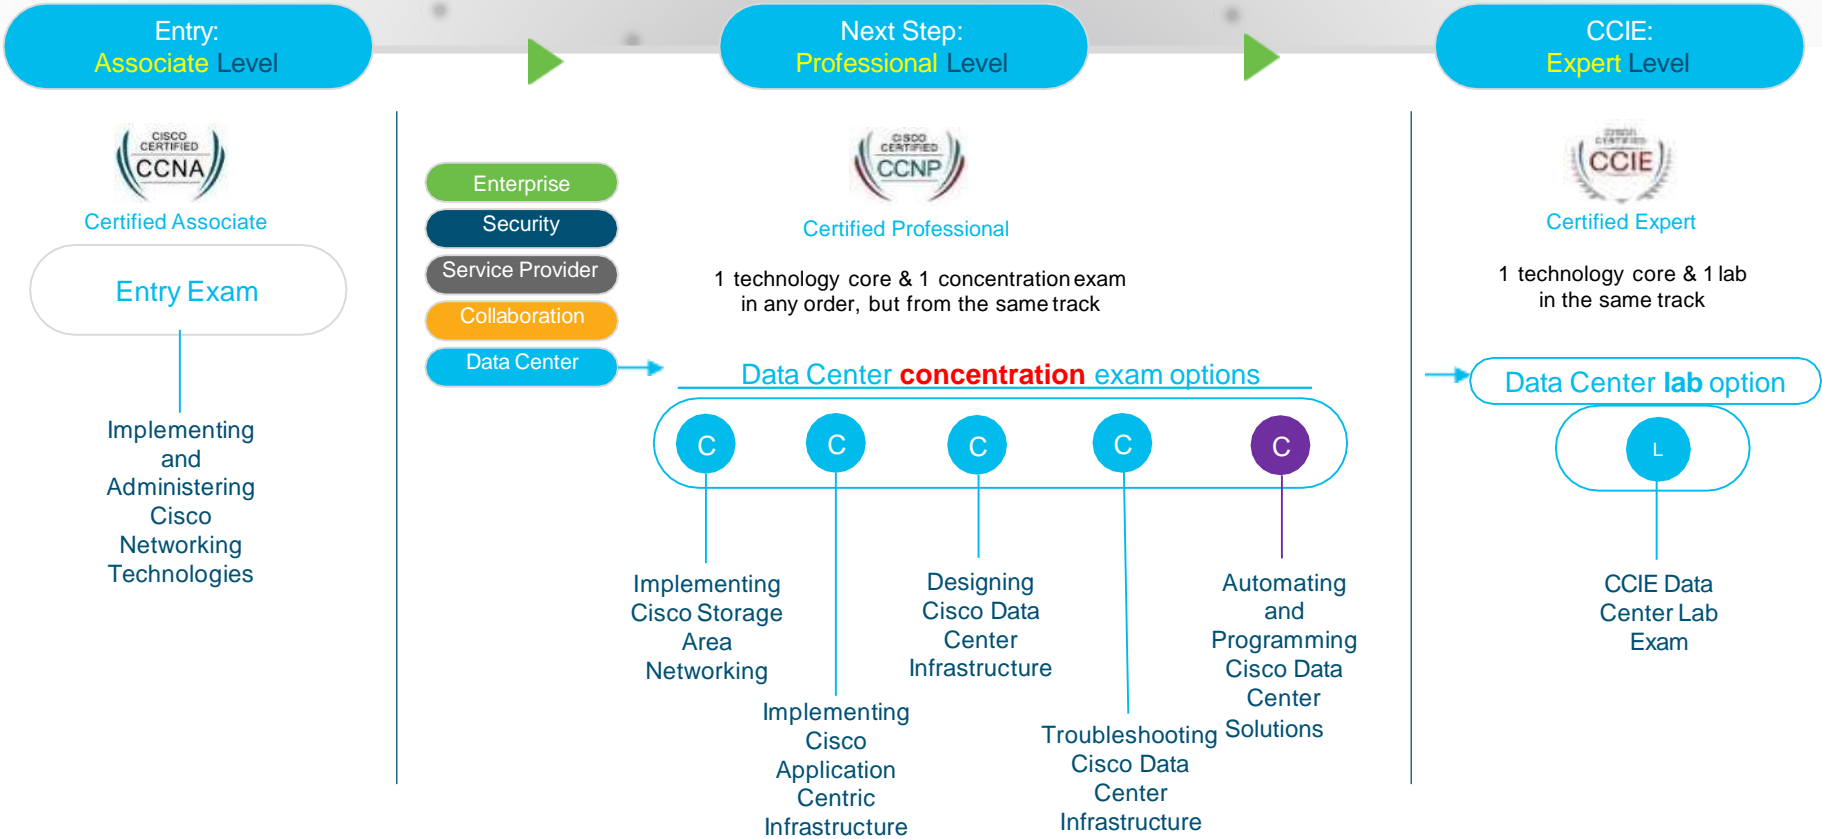 Entry:
Associate Level
Next Step:
Professional Level
CCIE:
Expert Level
CISCO
CERTIFIED
CCNA
Certified Associate
Entry Exam
Implementing
and
Administering
Cisco
Networking
Technologies
Enterprise
Security
Service Provider
Collaboration
Data Center
CISCO
CERTIFIED
CCNP
Certified Professional
1 technology core & 1 concentration exam
in any order, but from the same track
Data Center concentration exam options
C
C
C
C
C
Implementing
Cisco Storage
Area
Networking
Implementing
Cisco
Application
Centric
Infrastructure
Designing
Cisco Data
Center
Infrastructure
Troubleshooting
Cisco Data
Center
Infrastructure
Automating
and
Programming
Cisco Data
Center
Solutions
CISCO
CERTIFIED
CCIE
Certified Expert
1 technology core & 1 lab
in the same track
Data Center lab option
L
CCIE Data
Center Lab
Exam